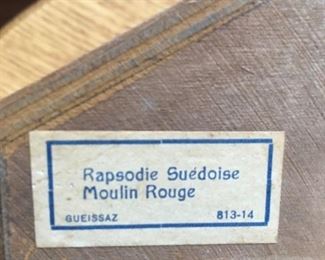 Rapsodie Suédoise
Moulin Rouge
GUEISSAZ 813-14